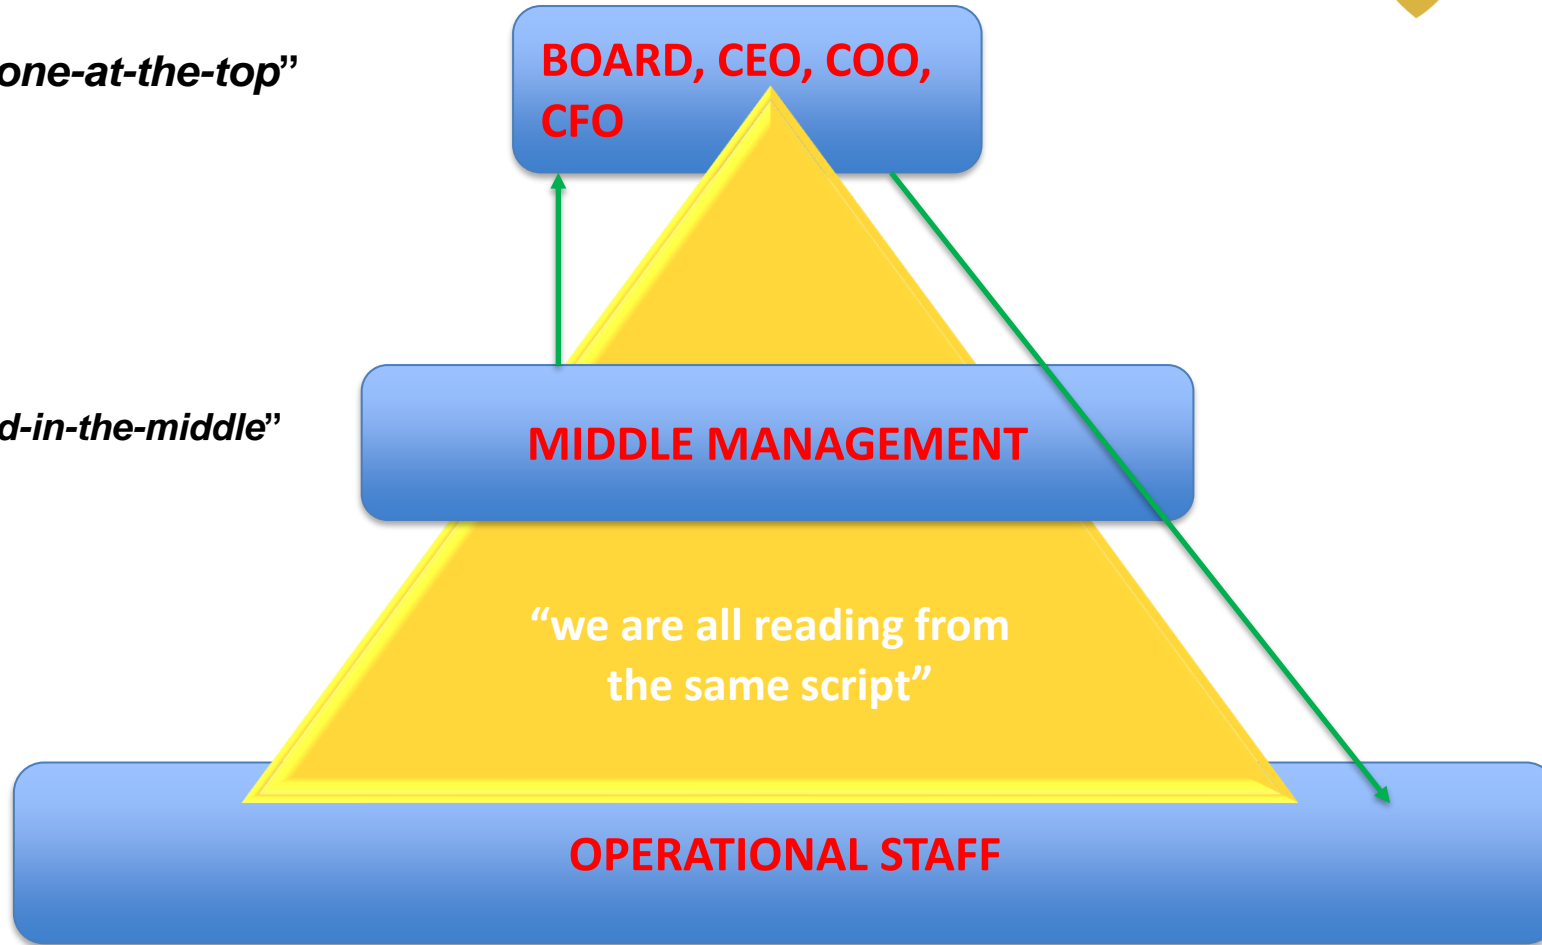 one-at-the-top”
BOARD, CEO, COO,
CFO
d-in-the-middle”
MIDDLE MANAGEMENT
“we are all reading from
the same script”
OPERATIONAL STAFF